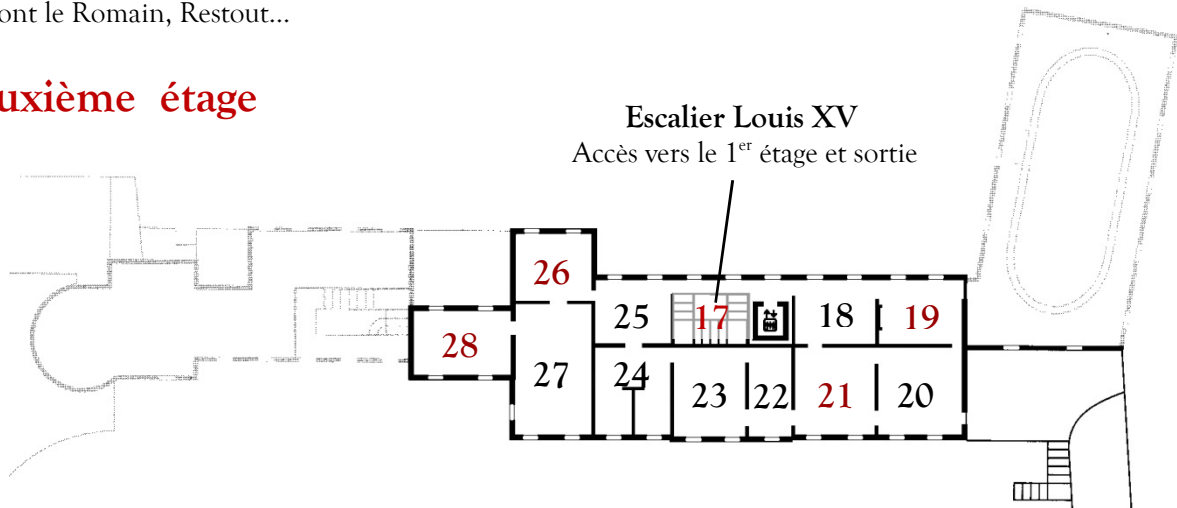 ont le Romain, Restout...
uxième étage
Escalier Louis XV
Accès vers le 1er étage et sortie
26
25 17 18 19
28
27 24 23 22 21 20